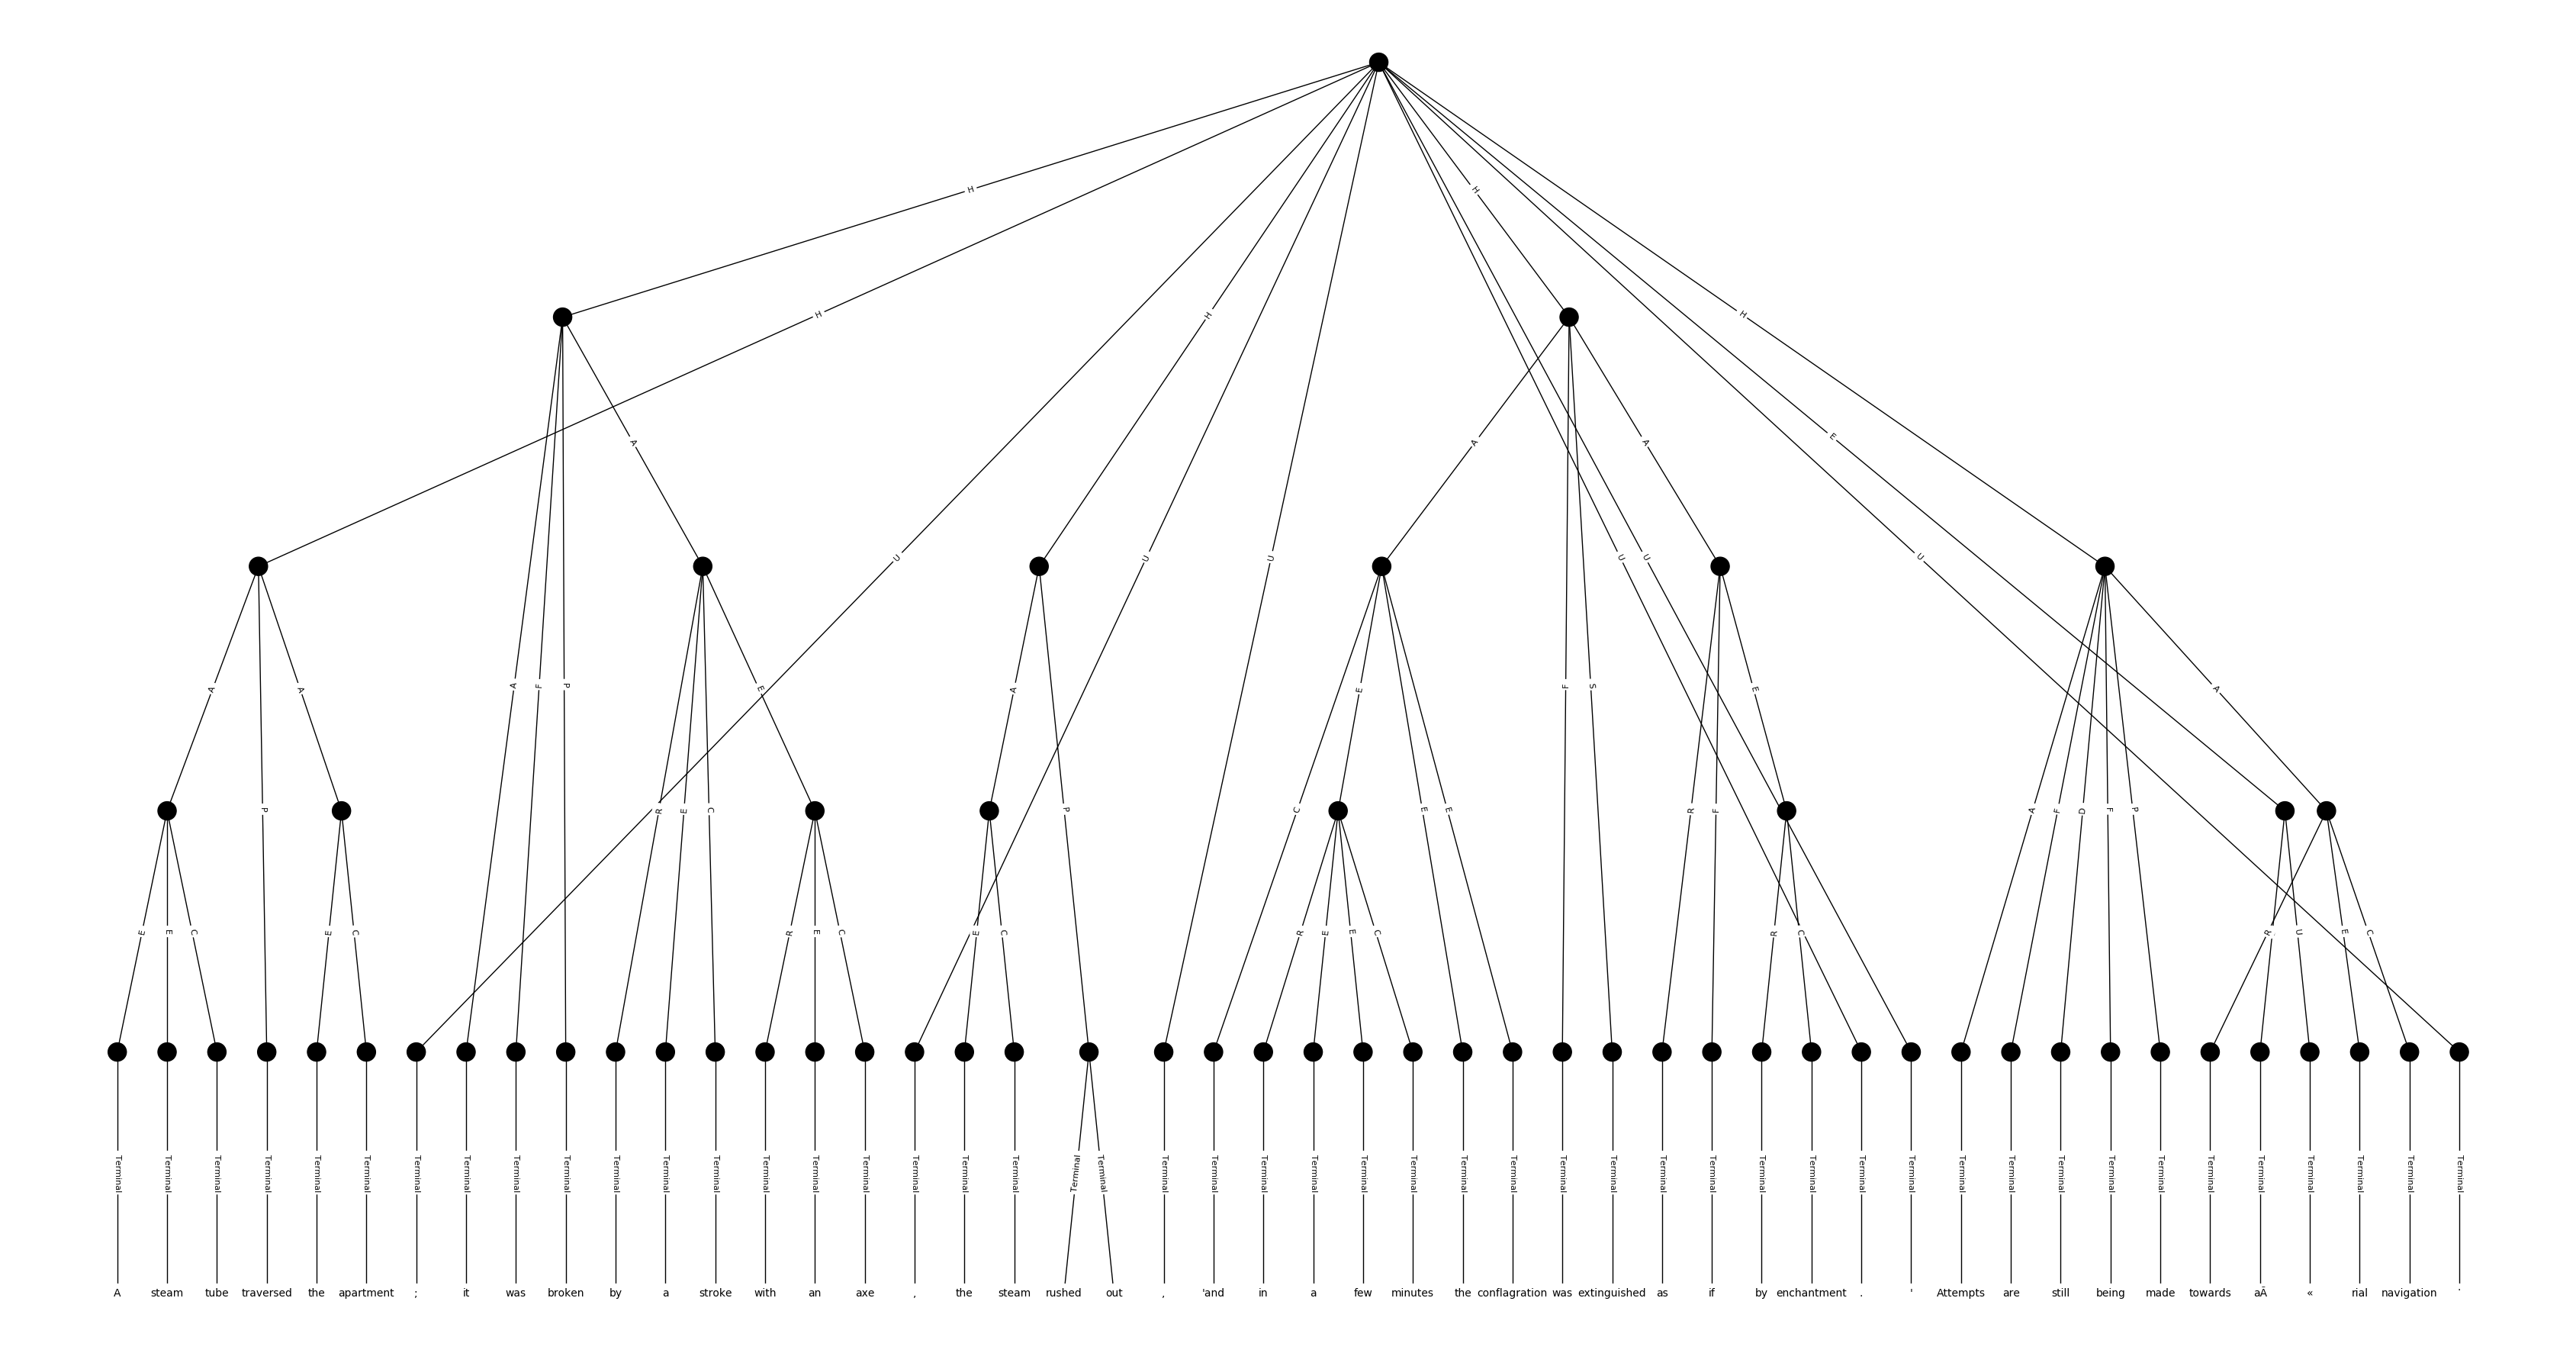 H H U H U U H U U U E H
A A F P A A A
A P A A F P R E C E A P C E E E F S R F E R F D F P A
E E C E C R E C E C R E E C R C R U E C
Terminal Terminal Terminal Terminal Terminal Terminal Terminal Terminal Terminal Terminal Terminal Terminal Terminal Terminal Terminal Terminal Terminal Terminal Terminal Terminal Terminal Terminal Terminal Terminal Terminal Terminal Terminal Terminal Terminal Terminal Terminal Terminal Terminal Terminal Terminal Terminal Terminal Terminal Terminal Terminal Terminal Terminal Terminal Terminal Terminal Terminal Terminal Terminal
A steam tube traversed the apartment ; it was broken by a stroke with an axe , the steam rushed out , 'and in a few minutes the conflagration was extinguished as if by enchantment . ' Attempts are still being made towards aÃ « rial navigation .